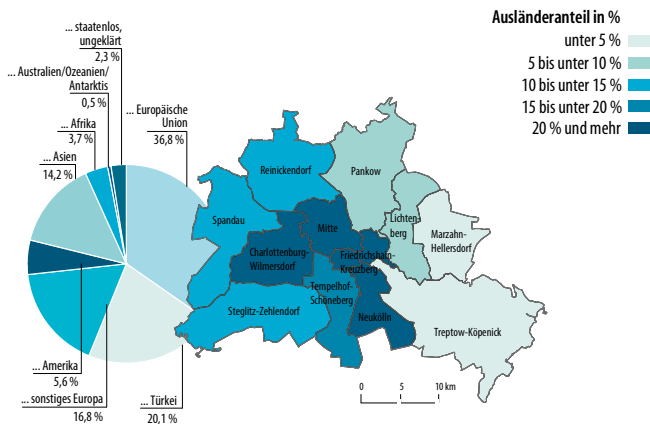 Ausländeranteil in %
unter 5 %
5 bis unter 10 %
10 bis unter 15 %
15 bis unter 20 %
20 % und mehr
... staatenlos,
ungeklärt
2,3 %
... Australien/Ozeanien/
Antarktis
0,5 %
... Afrika
3,7 %
... Asien
14,2 %
... Europäische
Union
36,8 %
... Amerika
5,6 %
... sonstiges Europa
16,8 %
... Türkei
20,1 %
Reinickendorf
Pankow
Spandau
Mitte
Lichten-
berg
Marzahn-
Hellersdorf
Charlottenburg-
Wilmersdorf
Friedrichshain-
Kreuzberg
Tempelhof-
Schöneberg
Steglitz-Zehlendorf
Neukölln
Treptow-Köpenick
0 5 10 km